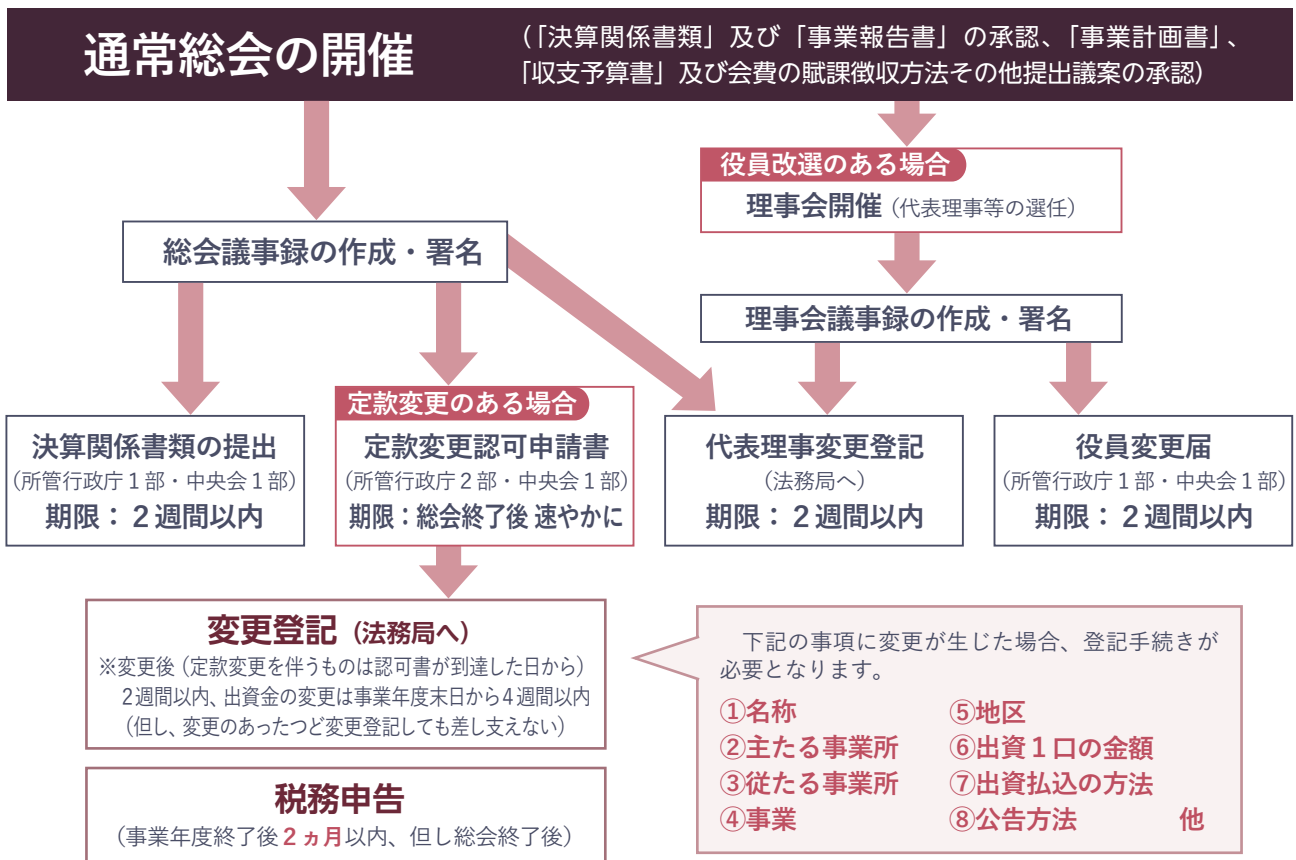 通常総会の開催
（「決算関係書類」及び「事業報告書」の承認、「事業計画書」、
「収支予算書」及び会費の賦課徴収方法その他提出議案の承認）
役員改選のある場合
理事会開催（代表理事等の選任）
総会議事録の作成・署名
理事会議事録の作成・署名
決算関係書類の提出
（所管行政庁１部・中央会１部）
期限：２週間以内
定款変更のある場合
定款変更認可申請書
（所管行政庁２部・中央会１部）
期限：総会終了後 速やかに
代表理事変更登記
（法務局へ）
期限：２週間以内
役員変更届
（所管行政庁１部・中央会１部）
期限：２週間以内
変更登記（法務局へ）
※変更後（定款変更を伴うものは認可書が到達した日から）
２週間以内、出資金の変更は事業年度末日から４週間以内
（但し、変更のあったつど変更登記しても差し支えない）
税務申告
（事業年度終了後２ヵ月以内、但し総会終了後）
下記の事項に変更が生じた場合、登記手続きが
必要となります。
①名称
②主たる事業所
③従たる事業所
④事業
⑤地区
⑥出資１口の金額
⑦出資払込の方法
⑧公告方法 他